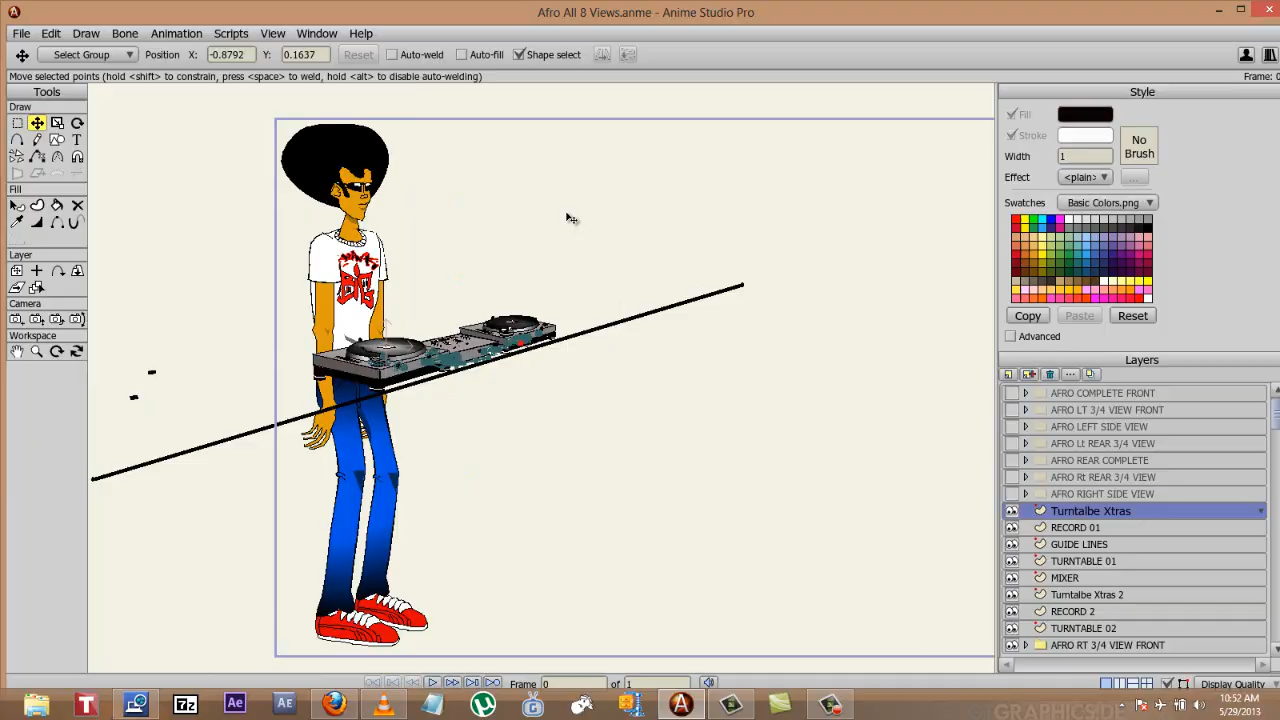 Afro All 8 Views.anme - Anime Studio Pro
File Edit Draw Bone Animation Scripts View Window Help
Select Group Position X: -0.8792 Y: 0.1637 Reset Auto-weld Auto-fill Shape select
Move selected points (hold <shift> to constrain, press <space> to weld, hold <alt> to disable auto-welding) Frame: 0
Tools
Draw
T
Fill
Layer
Camera
Workspace
Style
Fill
Stroke
No
Brush
Width 1
Effect <plain> ...
Swatches Basic Colors.png
Copy Paste Reset
Advanced
Layers
AFRO COMPLETE FRONT
AFRO LT 3/4 VIEW FRONT
AFRO LEFT SIDE VIEW
AFRO Lt REAR 3/4 VIEW
AFRO REAR COMPLETE
AFRO Rt REAR 3/4 VIEW
AFRO RIGHT SIDE VIEW
Turntalbe Xtras
RECORD 01
GUIDE LINES
TURNTABLE 01
MIXER
Turntalbe Xtras 2
RECORD 2
TURNTABLE 02
AFRO RT 3/4 VIEW FRONT
Frame 0 of 1 Display Quality
T 7z Ae AE A
10:52 AM
5/29/2013
GTGRAPHICSIDE